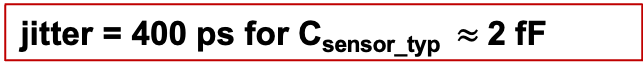 jitter = 400 ps for Csensor_typ ≈ 2 fF